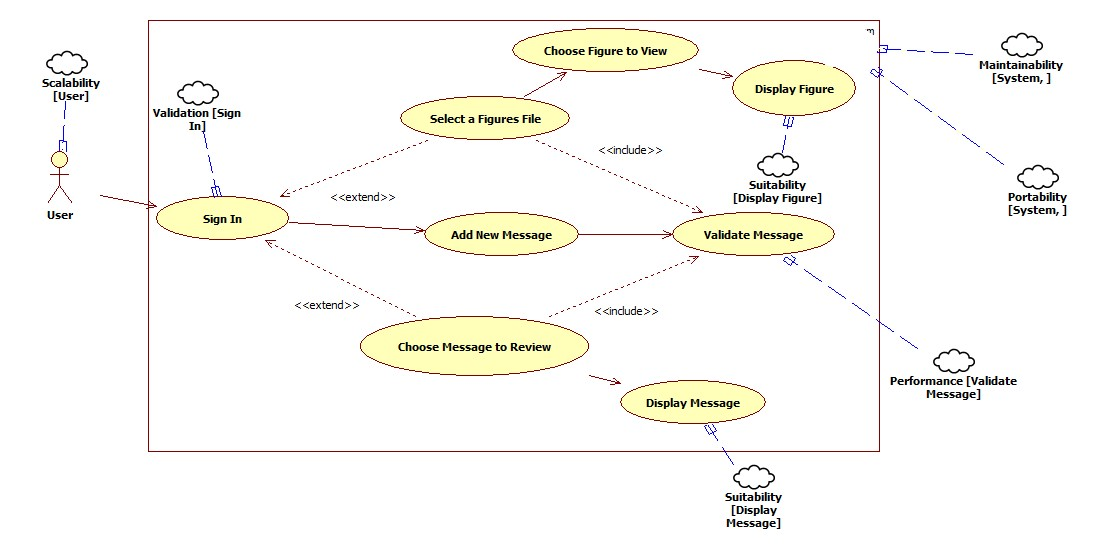 Choose Figure to View
F
Scalability
[User]
Maintainability
[System, ]
Validation [Sign
In]
Display Figure
Select a Figures File
<<include>>
Suitability
[Display Figure]
Portability
[System, ]
<<extend>>
User
Sign In
Add New Message
Validate Message
<<extend>>
<<include>>
Choose Message to Review
Performance [Validate
Message]
Display Message
Suitability
[Display
Message]